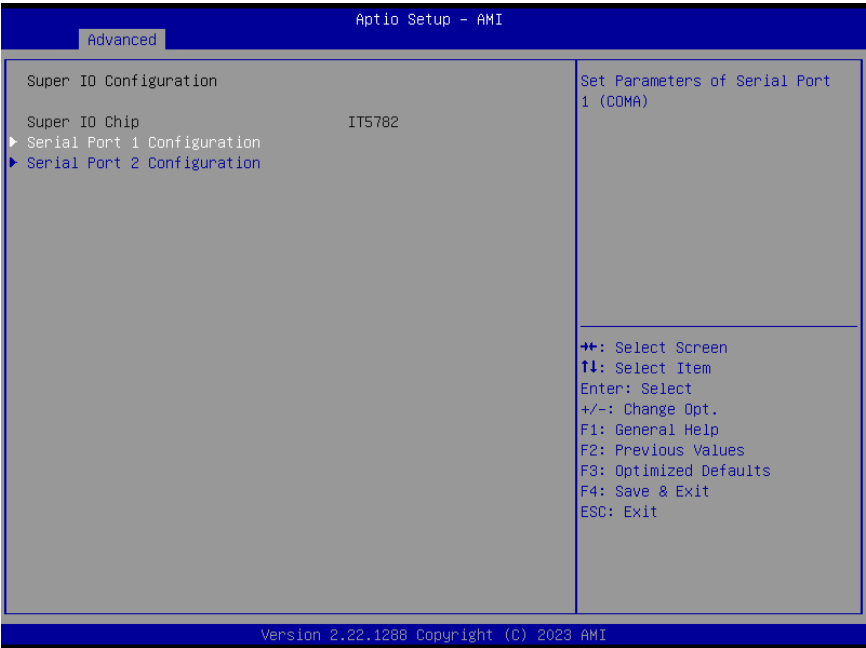 Aptio Setup – AMI
Advanced
Super IO Configuration
Super IO Chip IT5782
▶ Serial Port 1 Configuration
▶ Serial Port 2 Configuration
Set Parameters of Serial Port
1 (COMA)
→←: Select Screen
↑↓: Select Item
Enter: Select
+/-: Change Opt.
F1: General Help
F2: Previous Values
F3: Optimized Defaults
F4: Save & Exit
ESC: Exit
Version 2.22.1288 Copyright (C) 2023 AMI